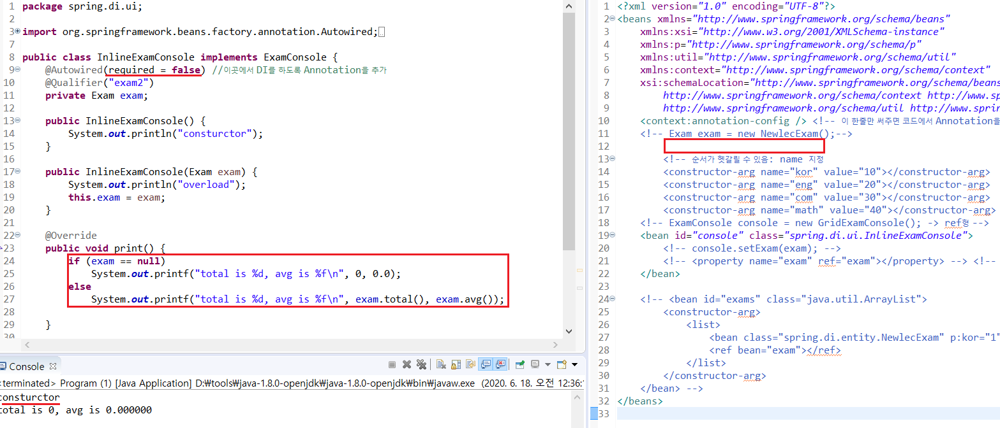 package spring.di.ui;
import org.springframework.beans.factory.annotation.Autowired;
public class InlineExamConsole implements ExamConsole {
@Autowired(required = false) //이곳에서 DI를 하도록 Annotation을 추가
@Qualifier("exam2")
private Exam exam;
public InlineExamConsole() {
System.out.println("consturctor");
}
public InlineExamConsole(Exam exam) {
System.out.println("overload");
this.exam = exam;
}
@Override
public void print() {
if (exam == null)
System.out.printf("total is %d, avg is %f\n", 0, 0.0);
else
System.out.printf("total is %d, avg is %f\n", exam.total(), exam.avg());
}
1
2
3
7
8
9
10
11
12
13
14
15
16
17
18
19
20
21
22
23
24
25
26
27
28
29
30
Console
<terminated> Program (1) [Java Application] D:₩tools₩java-1.8.0-openjdk₩java-1.8.0-openjdk₩bin₩javaw.exe (2020. 6. 18. 오전 12:36:
consturctor
total is 0, avg is 0.000000
1 <?xml version="1.0" encoding="UTF-8"?>
2 <beans xmlns="http://www.springframework.org/schema/beans"
3 xmlns:xsi="http://www.w3.org/2001/XMLSchema-instance"
4 xmlns:p="http://www.springframework.org/schema/p"
5 xmlns:util="http://www.springframework.org/schema/util"
6 xmlns:context="http://www.springframework.org/schema/context"
7 xsi:schemaLocation="http://www.springframework.org/schema/beans
8 http://www.springframework.org/schema/context http://www.sp
9 http://www.springframework.org/schema/util http://www.sprin
10 <context:annotation-config /> <!-- 이 한줄만 써주면 코드에서 Annotation을
11 <!-- Exam exam = new NewlecExam();-->
12
13 <!-- 순서가 헷갈릴 수 있음: name 지정
14 <constructor-arg name="kor" value="10"></constructor-arg>
15 <constructor-arg name="eng" value="20"></constructor-arg>
16 <constructor-arg name="com" value="30"></constructor-arg>
17 <constructor-arg name="math" value="40"></constructor-arg>
18 <!-- ExamConsole console = new GridExamConsole(); -> ref형 -->
19 <bean id="console" class="spring.di.ui.InlineExamConsole">
20 <!-- console.setExam(exam); -->
21 <!-- <property name="exam" ref="exam"></property> --> <!--
22 </bean>
23
24 <!-- <bean id="exams" class="java.util.ArrayList">
25 <constructor-arg>
26 <list>
27 <bean class="spring.di.entity.NewlecExam" p:kor="1"
28 <ref bean="exam"></ref>
29 </list>
30 </constructor-arg>
31 </bean> -->
32 </beans>
33